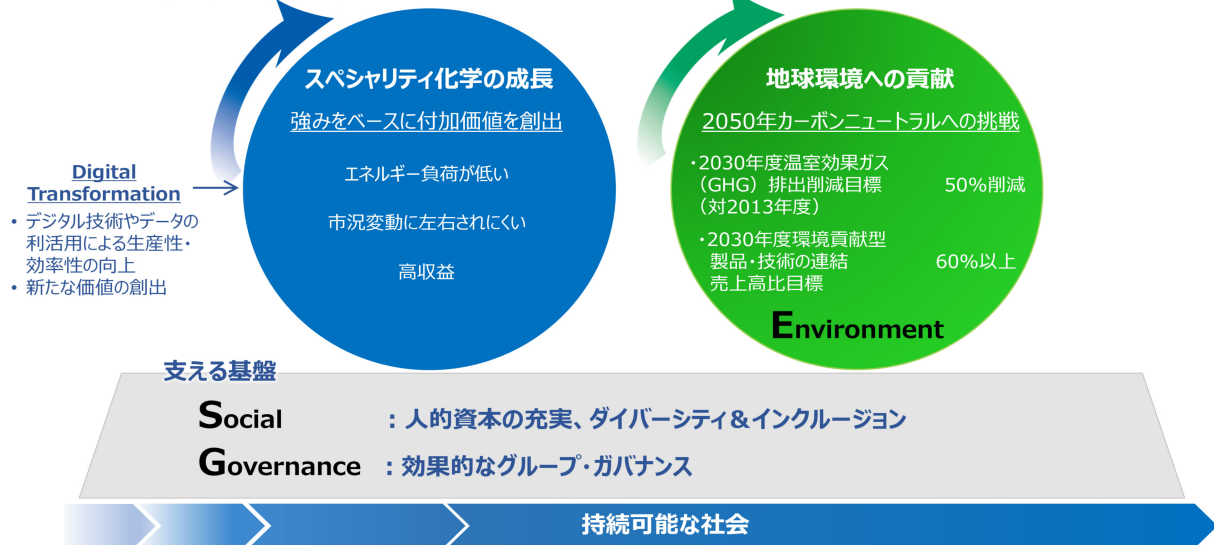 スペシャリティ化学の成長
強みをベースに付加価値を創出
エネルギー負荷が低い
市況変動に左右されにくい
高収益
Digital
Transformation
• デジタル技術やデータの
利活用による生産性・
効率性の向上
• 新たな価値の創出
地球環境への貢献
2050年カーボンニュートラルへの挑戦
・2030年度温室効果ガス
(GHG)排出削減目標 50%削減
(対2013年度)
・2030年度環境貢献型
製品・技術の連結 60%以上
売上高比目標
Environment
支える基盤
Social :人的資本の充実、ダイバーシティ&インクルージョン
Governance :効果的なグループ・ガバナンス
持続可能な社会